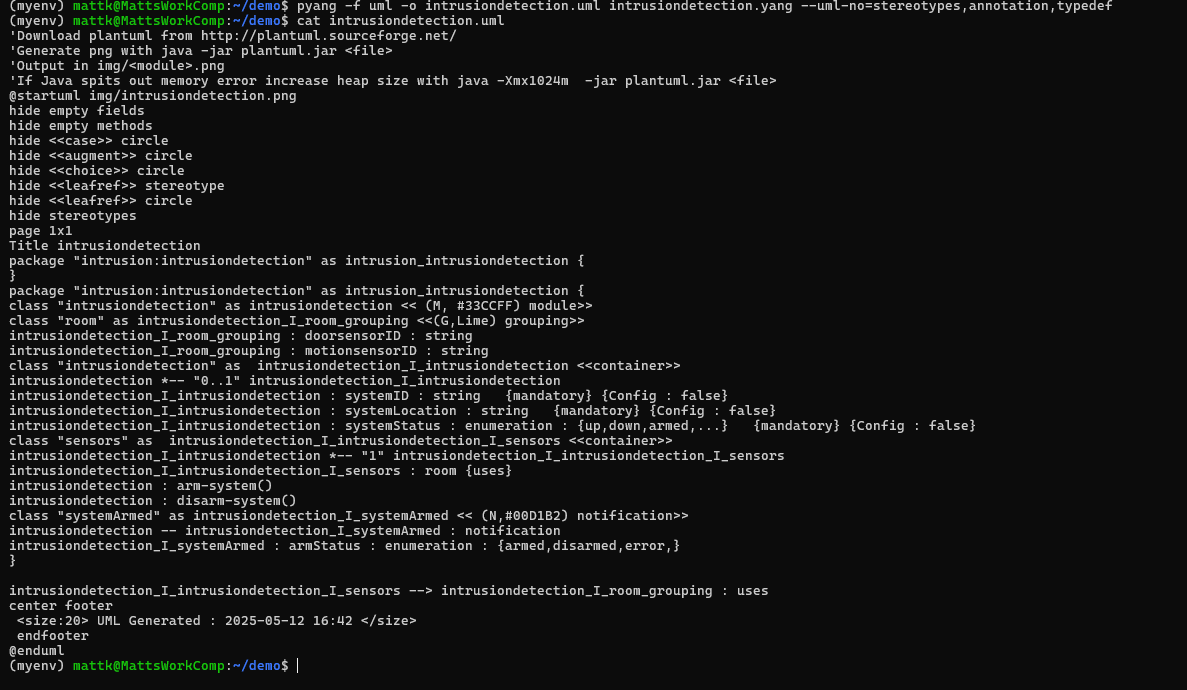 (myenv) mattk@MattsWorkComp:~/demo$ pyang -f uml -o intrusiondetection.uml intrusiondetection.yang --uml-no=stereotypes,annotation,typedef
(myenv) mattk@MattsWorkComp:~/demo$ cat intrusiondetection.uml
'Download plantuml from http://plantuml.sourceforge.net/
'Generate png with java -jar plantuml.jar <file>
'Output in img/<module>.png
'If Java spits out memory error increase heap size with java -Xmx1024m  -jar plantuml.jar <file>
@startuml img/intrusiondetection.png
hide empty fields
hide empty methods
hide <<case>> circle
hide <<augment>> circle
hide <<choice>> circle
hide <<leafref>> stereotype
hide <<leafref>> circle
hide stereotypes
page 1x1
Title intrusiondetection
package "intrusion:intrusiondetection" as intrusion_intrusiondetection {
}
package "intrusion:intrusiondetection" as intrusion_intrusiondetection {
class "intrusiondetection" as intrusiondetection << (M, #33CCFF) module>>
class "room" as intrusiondetection_I_room_grouping <<(G,Lime) grouping>>
intrusiondetection_I_room_grouping : doorsensorID : string
intrusiondetection_I_room_grouping : motionsensorID : string
class "intrusiondetection" as  intrusiondetection_I_intrusiondetection <<container>>
intrusiondetection *-- "0..1" intrusiondetection_I_intrusiondetection
intrusiondetection_I_intrusiondetection : systemID : string   {mandatory} {Config : false}
intrusiondetection_I_intrusiondetection : systemLocation : string   {mandatory} {Config : false}
intrusiondetection_I_intrusiondetection : systemStatus : enumeration : {up,down,armed,...}   {mandatory} {Config : false}
class "sensors" as  intrusiondetection_I_intrusiondetection_I_sensors <<container>>
intrusiondetection_I_intrusiondetection *-- "1" intrusiondetection_I_intrusiondetection_I_sensors
intrusiondetection_I_intrusiondetection_I_sensors : room {uses}
intrusiondetection : arm-system()
intrusiondetection : disarm-system()
class "systemArmed" as intrusiondetection_I_systemArmed << (N,#00D1B2) notification>>
intrusiondetection -- intrusiondetection_I_systemArmed : notification
intrusiondetection_I_systemArmed : armStatus : enumeration : {armed,disarmed,error,}
}
intrusiondetection_I_intrusiondetection_I_sensors --> intrusiondetection_I_room_grouping : uses
center footer
 <size:20> UML Generated : 2025-05-12 16:42 </size>
 endfooter
@enduml
(myenv) mattk@MattsWorkComp:~/demo$